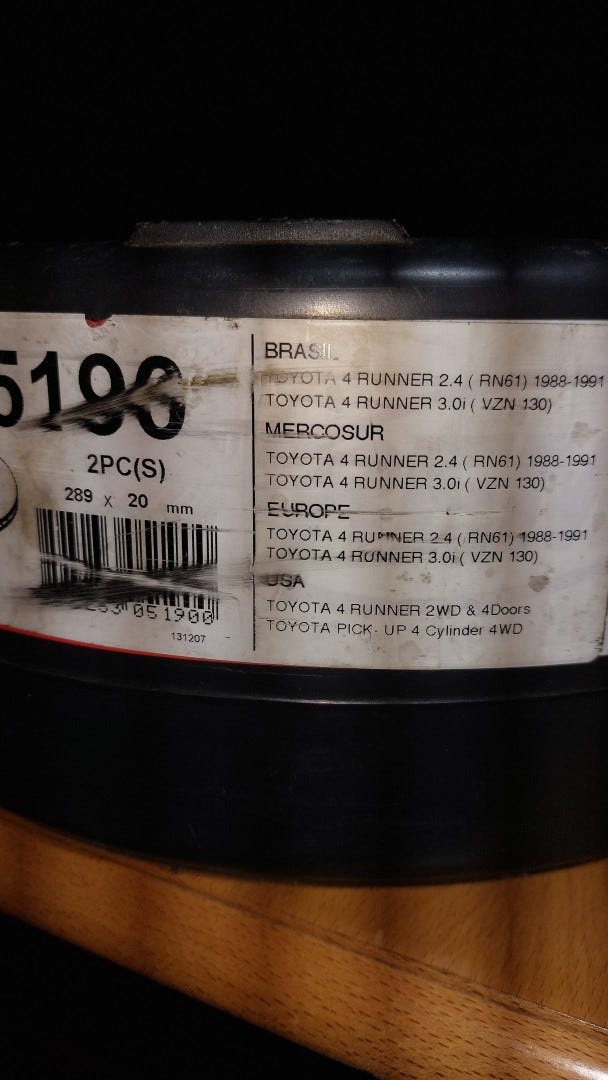 5190
2PC(S)
289 x 20 mm
051900
131207
BRASIL
TOYOTA 4 RUNNER 2.4 ( RN61) 1988-1991
TOYOTA 4 RUNNER 3.0i ( VZN 130)
MERCOSUR
TOYOTA 4 RUNNER 2.4 ( RN61) 1988-1991
TOYOTA 4 RUNNER 3.0i ( VZN 130)
EUROPE
TOYOTA 4 RUNNER 2.4 ( RN61) 1988-1991
TOYOTA 4 RUNNER 3.0i ( VZN 130)
USA
TOYOTA 4 RUNNER 2WD & 4Doors
TOYOTA PICK- UP 4 Cylinder 4WD